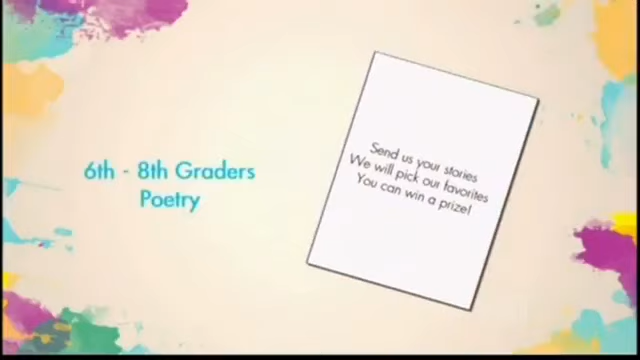 6th - 8th Graders
Poetry
Send us your stories
We will pick our favorites
You can win a prize!